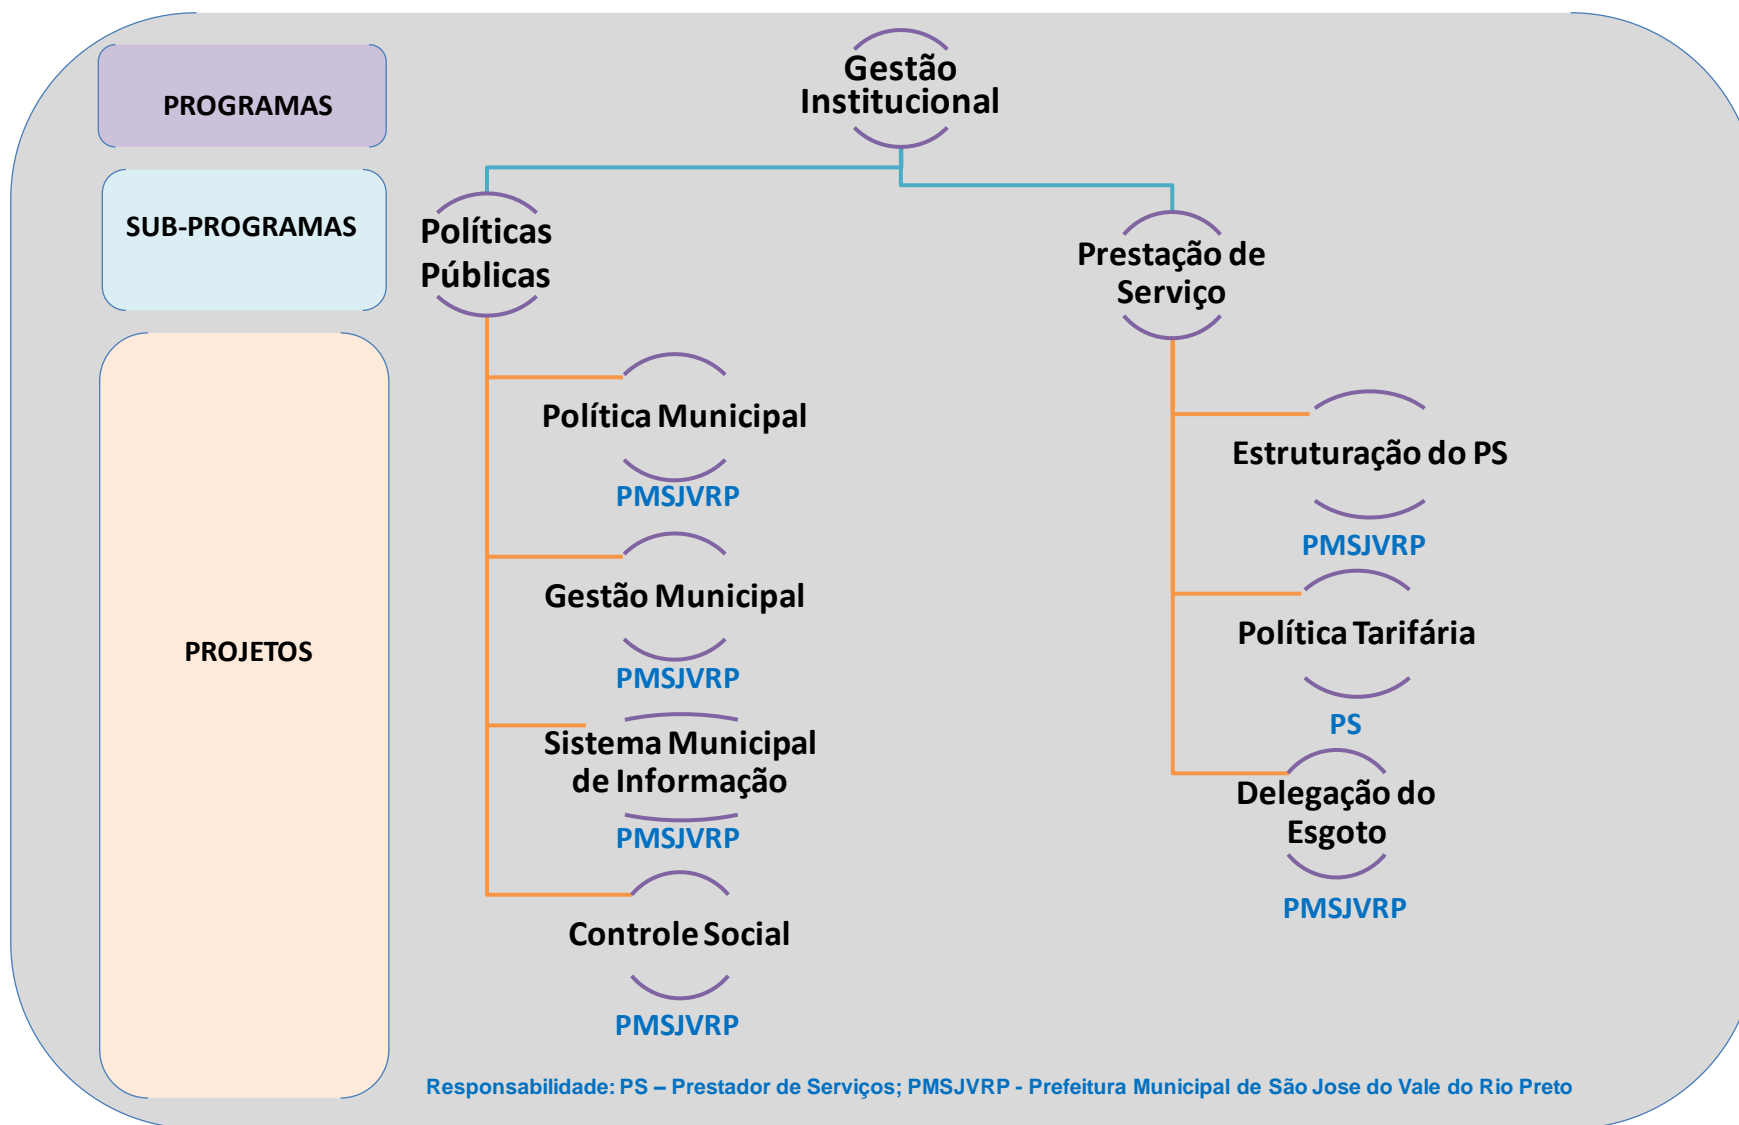 PROGRAMAS
Gestão
Institucional
SUB-PROGRAMAS
Políticas
Públicas
Prestação de
Serviço
PROJETOS
Política Municipal
PMSJVRP
Gestão Municipal
PMSJVRP
Sistema Municipal
de Informação
PMSJVRP
Controle Social
PMSJVRP
Estruturação do PS
PMSJVRP
Política Tarifária
PS
Delegação do
Esgoto
PMSJVRP
Responsabilidade: PS – Prestador de Serviços; PMSJVRP - Prefeitura Municipal de São Jose do Vale do Rio Preto